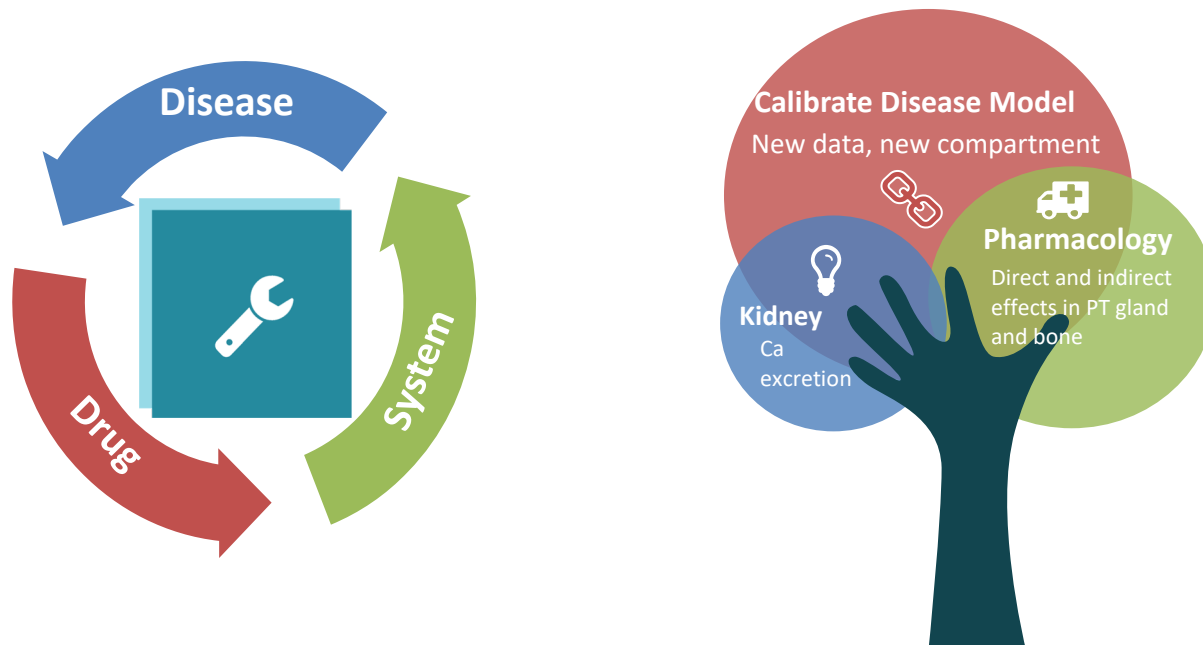 Disease
Drug
System
Calibrate Disease Model
New data, new compartment
Pharmacology
Direct and indirect
effects in PT gland
and bone
Kidney
Ca
excretion